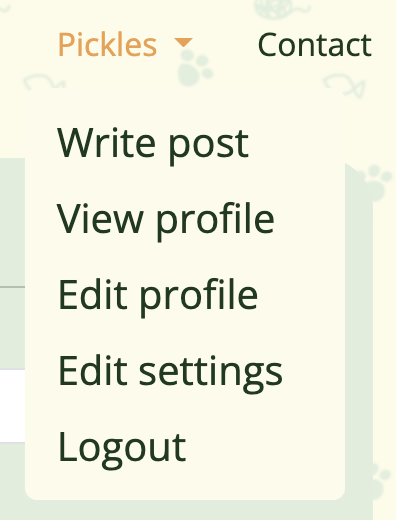 Pickles Contact
Write post
View profile
Edit profile
Edit settings
Logout